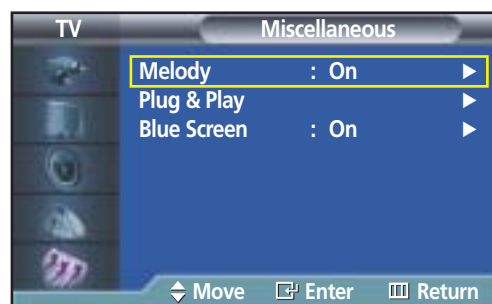 TV Miscellaneous
Melody : On
Plug & Play
Blue Screen : On
Move Enter Return